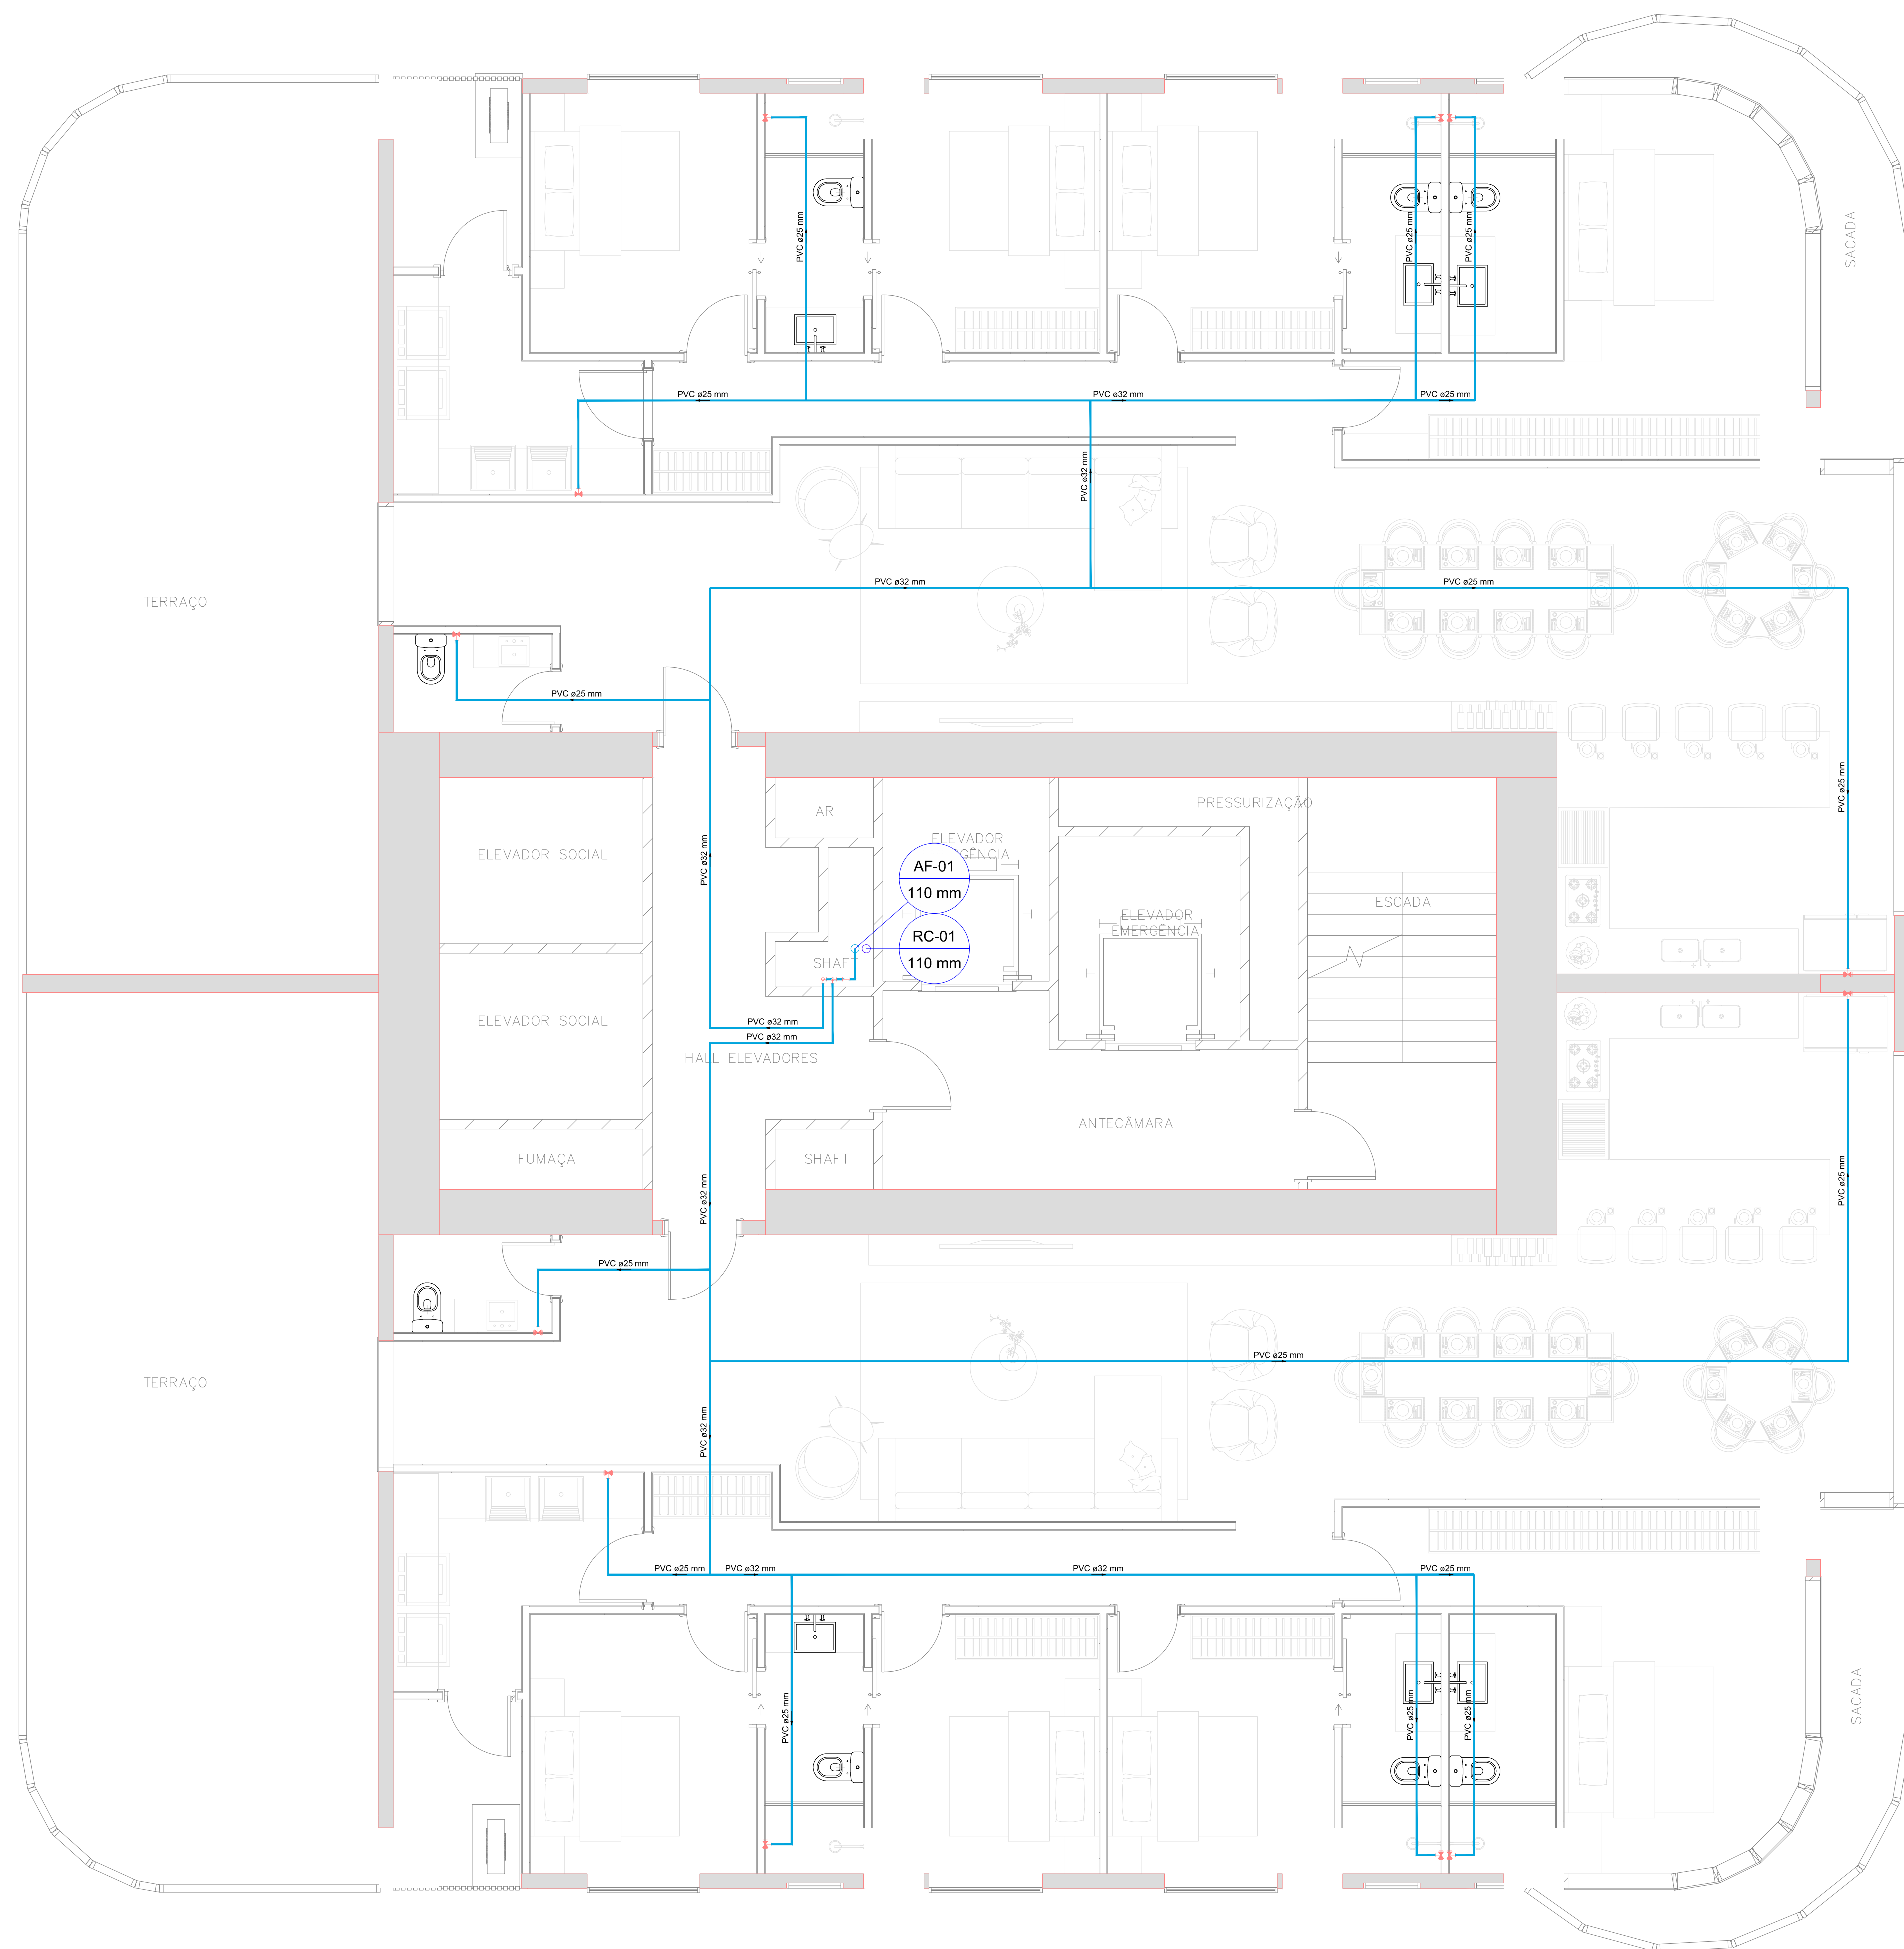 SACADA
PVC ø25 mm
PVC ø25 mm
PVC ø25 mm
PVC ø25 mm
PVC ø32 mm
PVC ø25 mm
PVC ø32 mm
PVC ø32 mm
PVC ø25 mm
TERRAÇO
PVC ø25 mm
PVC ø25 mm
AR
PRESSURIZAÇÃO
ELEVADOR SOCIAL
PVC ø32 mm
ELEVADOR
GÊNCIA
AF-01
110 mm
ELEVADOR
EMERGÊNCIA
ESCADA
RC-01
110 mm
SHAFT
ELEVADOR SOCIAL
PVC ø32 mm
PVC ø32 mm
HALL ELEVADORES
ANTECÂMARA
FUMAÇA
SHAFT
PVC ø32 mm
PVC ø25 mm
PVC ø25 mm
PVC ø25 mm
TERRAÇO
PVC ø32 mm
PVC ø25 mm
PVC ø32 mm
PVC ø32 mm
PVC ø25 mm
PVC ø25 mm
PVC ø25 mm
PVC ø25 mm
SACADA